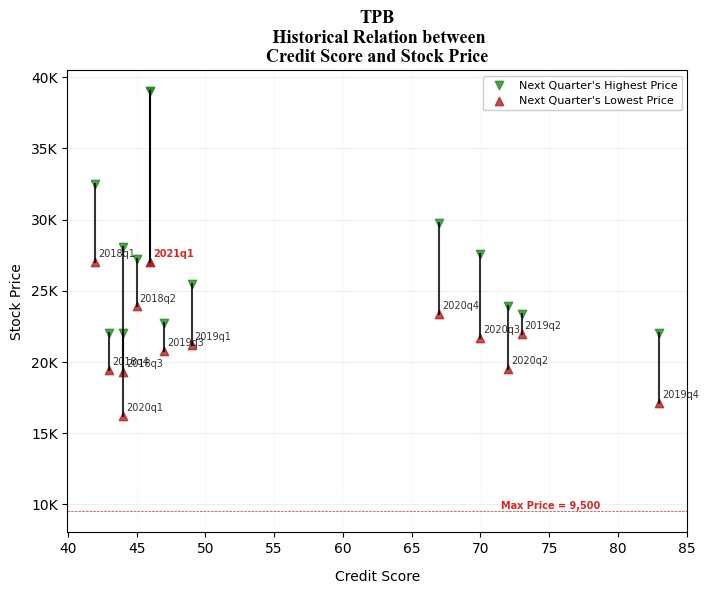 TPB
Historical Relation between
Credit Score and Stock Price
Next Quarter's Highest Price
Next Quarter's Lowest Price
40K
35K
30K
25K
20K
15K
10K
Stock Price
2018q1
2021q1
2018q2
2019q1
2019q3
2018q4
2018q3
2020q1
2020q4
2020q3
2019q2
2020q2
2019q4
Max Price = 9,500
40
45
50
55
60
65
70
75
80
85
Credit Score